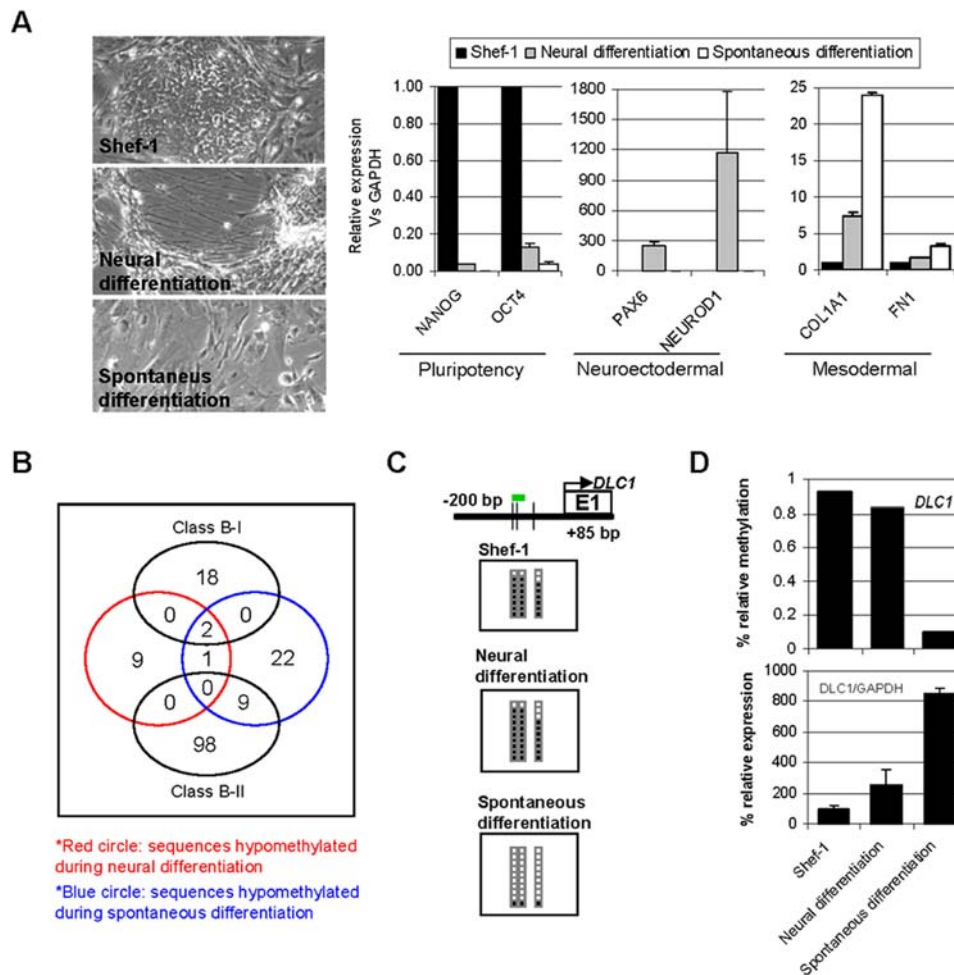 A
Shef-1
Neural
differentiation
Spontaneus
differentiation
Shef-1 Neural differentiation Spontaneous differentiation
Relative expression
Vs GAPDH
1.00
0.80
0.60
0.40
0.20
0.00
NANOG
OCT4
Pluripotency
1800
1500
1200
900
600
300
0
PAX6
NEUROD1
Neuroectodermal
25
20
15
10
5
0
COL1A1
FN1
Mesodermal
B
Class B-I
18
0 2 0
9 1 22
0 0 9
98
Class B-II
*Red circle: sequences hypomethylated
during neural differentiation
*Blue circle: sequences hypomethylated
during spontaneous differentiation
C
DLC1
-200 bp
E1
+85 bp
Shef-1
Neural
differentiation
Spontaneous
differentiation
D
% relative methylation
1
0.8
0.6
0.4
0.2
0
DLC1
% relative expression
1000
800
600
400
200
0
DLC1/GAPDH
Shef-1
Neural differentiation
Spontaneous differentiation